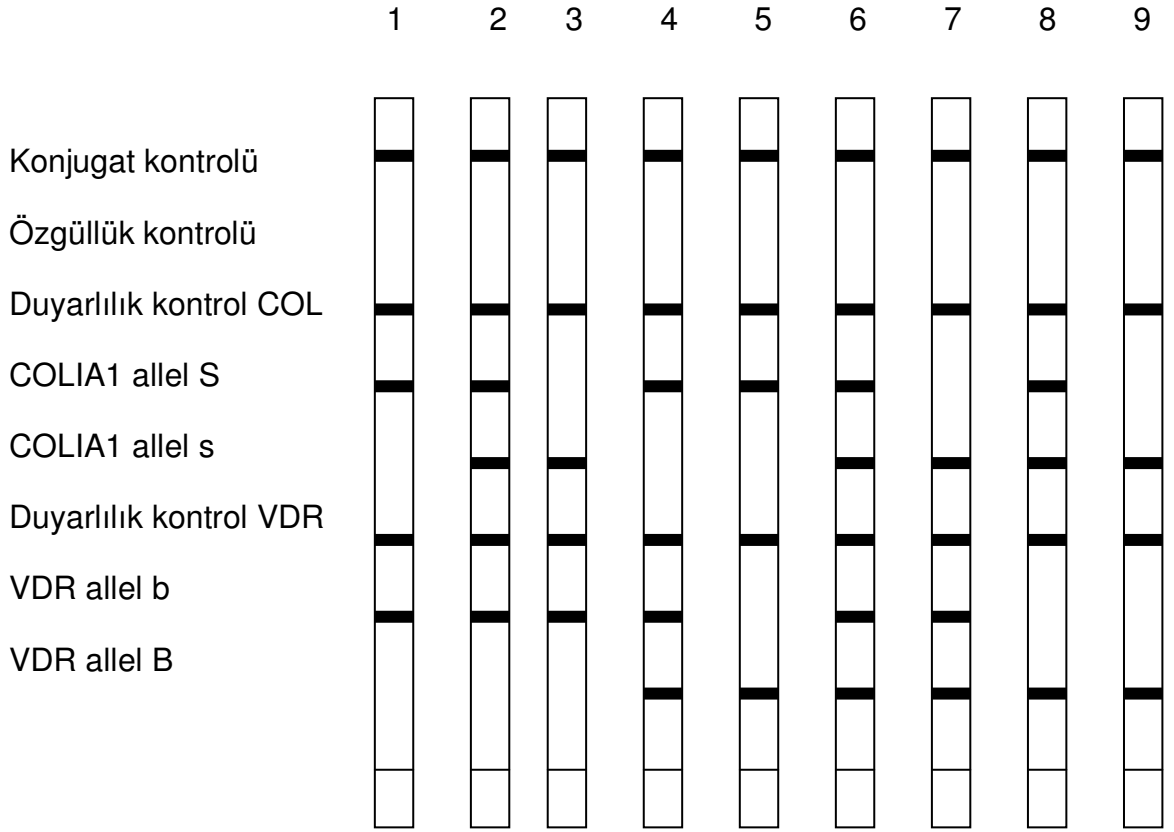 1 2 3 4 5 6 7 8 9
Konjugat kontrolü
Özgüllük kontrolü
Duyarlılık kontrol COL
COLIA1 allel S
COLIA1 allel s
Duyarlılık kontrol VDR
VDR allel b
VDR allel B